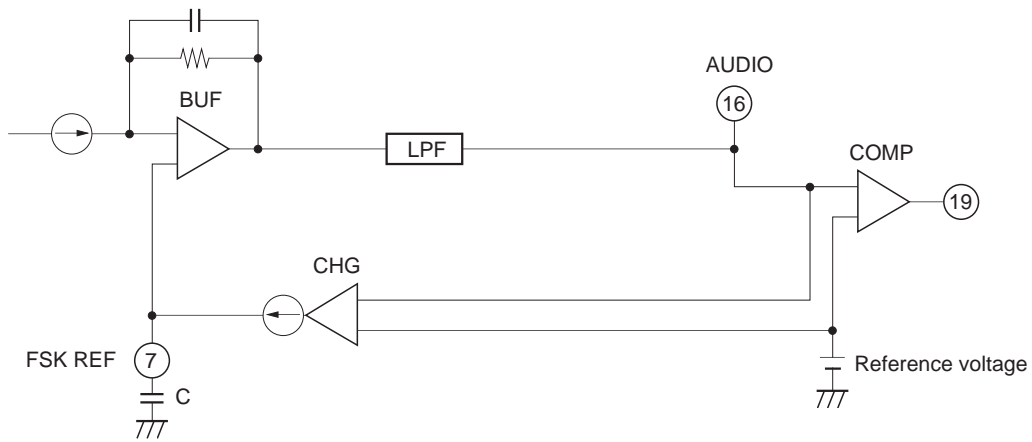 BUF
AUDIO
16
LPF
COMP
19
CHG
FSK REF
7
C
Reference voltage